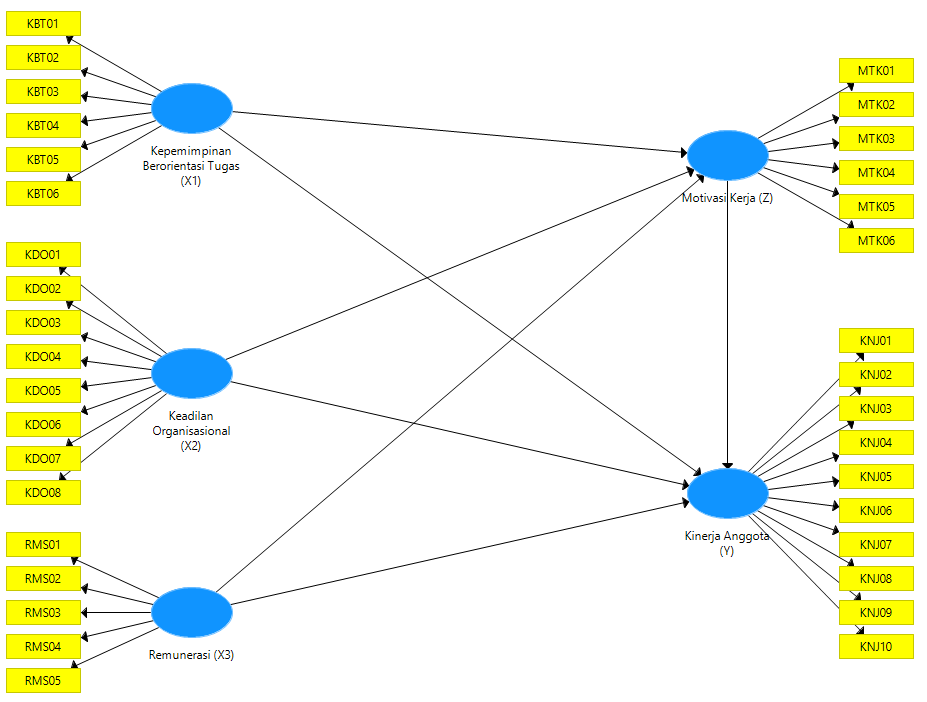 KBT01
KBT02
KBT03
KBT04
KBT05
KBT06
Kepemimpinan
Berorientasi Tugas
(X1)
KDO01
KDO02
KDO03
KDO04
KDO05
KDO06
KDO07
KDO08
Keadilan
Organisasional
(X2)
RMS01
RMS02
RMS03
RMS04
RMS05
Remunerasi (X3)
MTK01
MTK02
MTK03
MTK04
MTK05
MTK06
Motivasi Kerja (Z)
KNJ01
KNJ02
KNJ03
KNJ04
KNJ05
KNJ06
KNJ07
KNJ08
KNJ09
KNJ10
Kinerja Anggota
(Y)